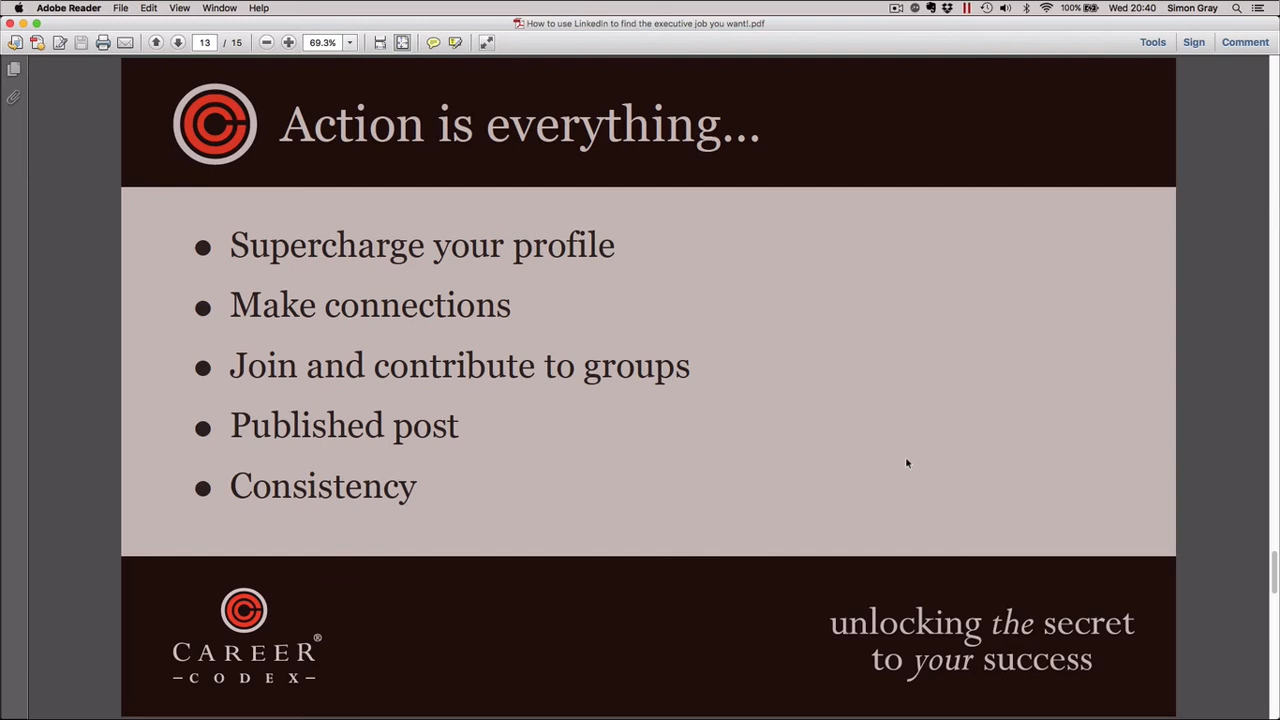 Adobe Reader File Edit View Window Help 100% Wed 20:40 Simon Gray
How to use LinkedIn to find the executive job you want!.pdf
13 / 15 69.3% Tools Sign Comment
Action is everything...
● Supercharge your profile
● Make connections
● Join and contribute to groups
● Published post
● Consistency
CAREER®
–CODEX–
unlocking the secret
to your success